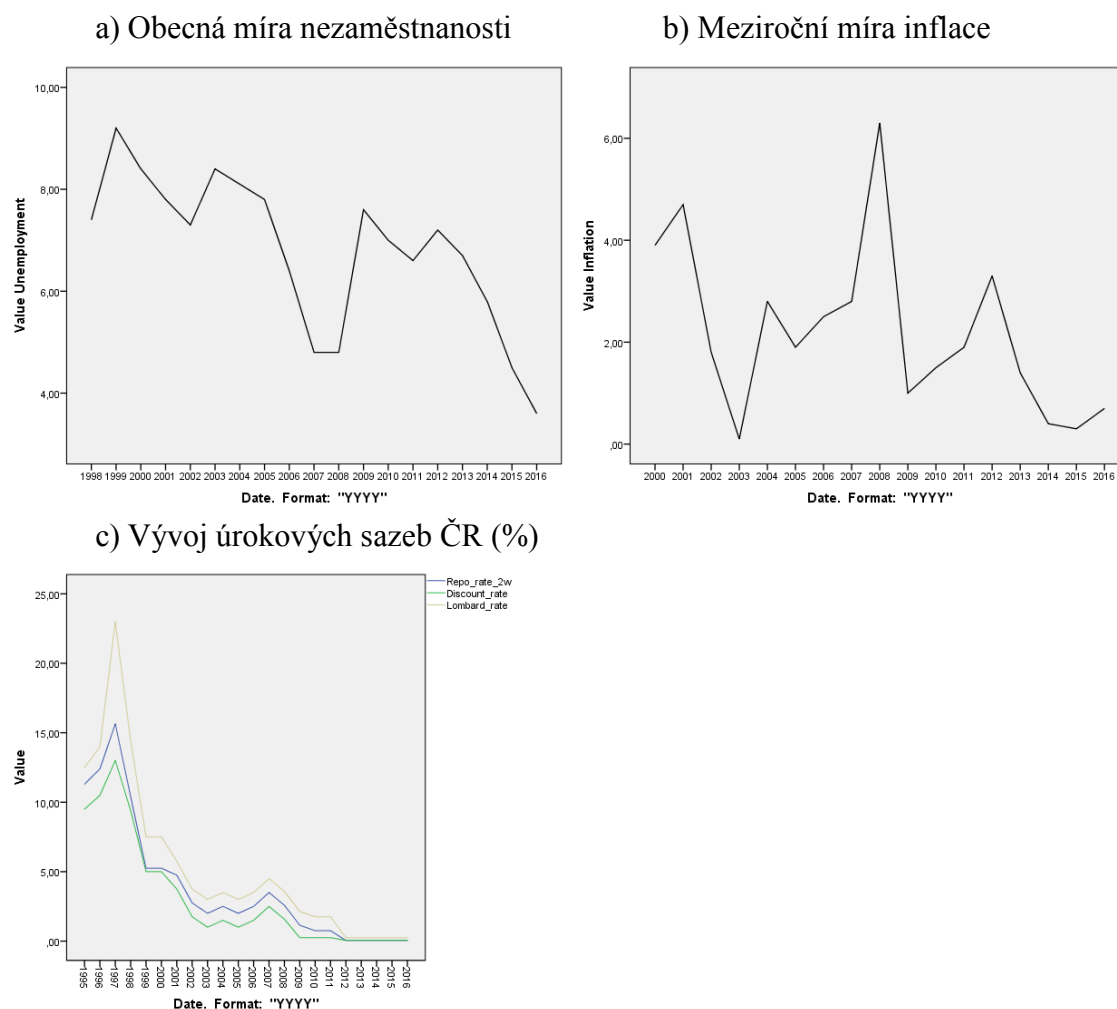 a) Obecná míra nezaměstnanosti
b) Meziroční míra inflace
10,00
8,00
6,00
4,00
Value Unemployment
1998 1999 2000 2001 2002 2003 2004 2005 2006 2007 2008 2009 2010 2011 2012 2013 2014 2015 2016
Date. Format: "YYYY"
6,00
4,00
2,00
,00
Value Inflation
2000 2001 2002 2003 2004 2005 2006 2007 2008 2009 2010 2011 2012 2013 2014 2015 2016
Date. Format: "YYYY"
c) Vývoj úrokových sazeb ČR (%)
Repo_rate_2w
Discount_rate
Lombard_rate
25,00
20,00
15,00
10,00
5,00
,00
Value
1995 1996 1997 1998 1999 2000 2001 2002 2003 2004 2005 2006 2007 2008 2009 2010 2011 2012 2013 2014 2015 2016
Date. Format: "YYYY"